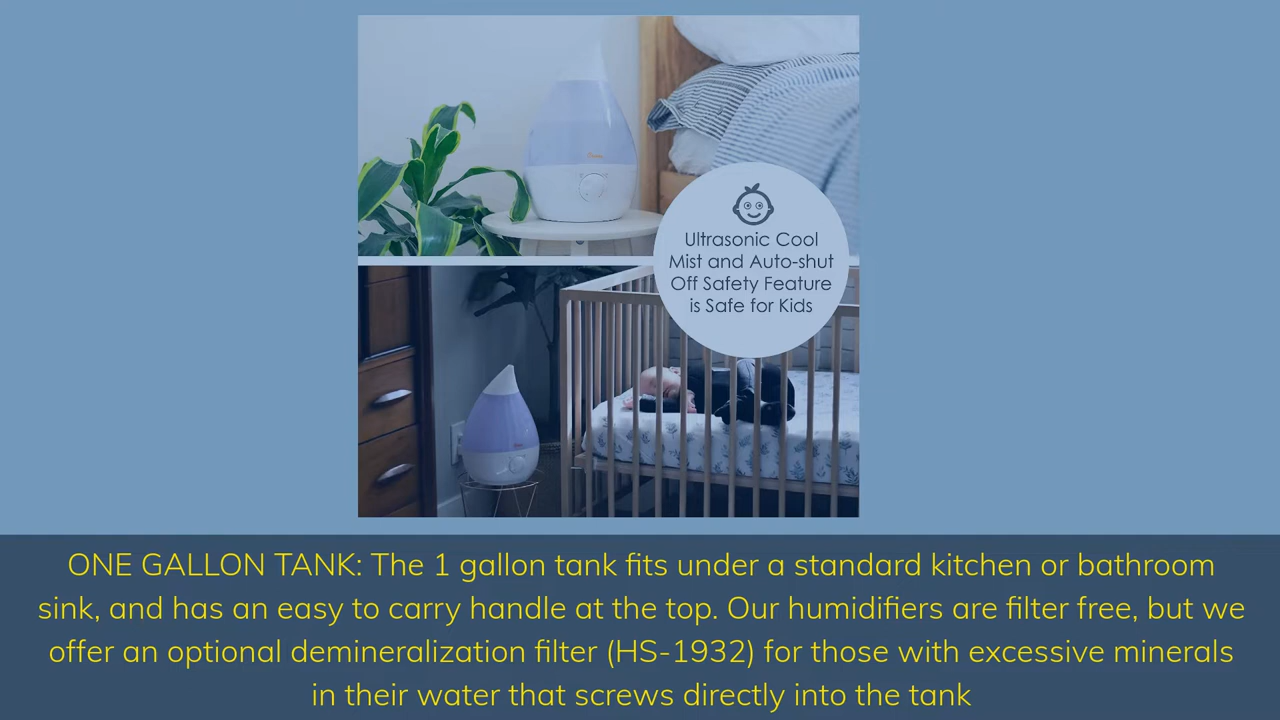 Ultrasonic Cool
Mist and Auto-shut
Off Safety Feature
is Safe for Kids
ONE GALLON TANK: The 1 gallon tank fits under a standard kitchen or bathroom
sink, and has an easy to carry handle at the top. Our humidifiers are filter free, but we
offer an optional demineralization filter (HS-1932) for those with excessive minerals
in their water that screws directly into the tank